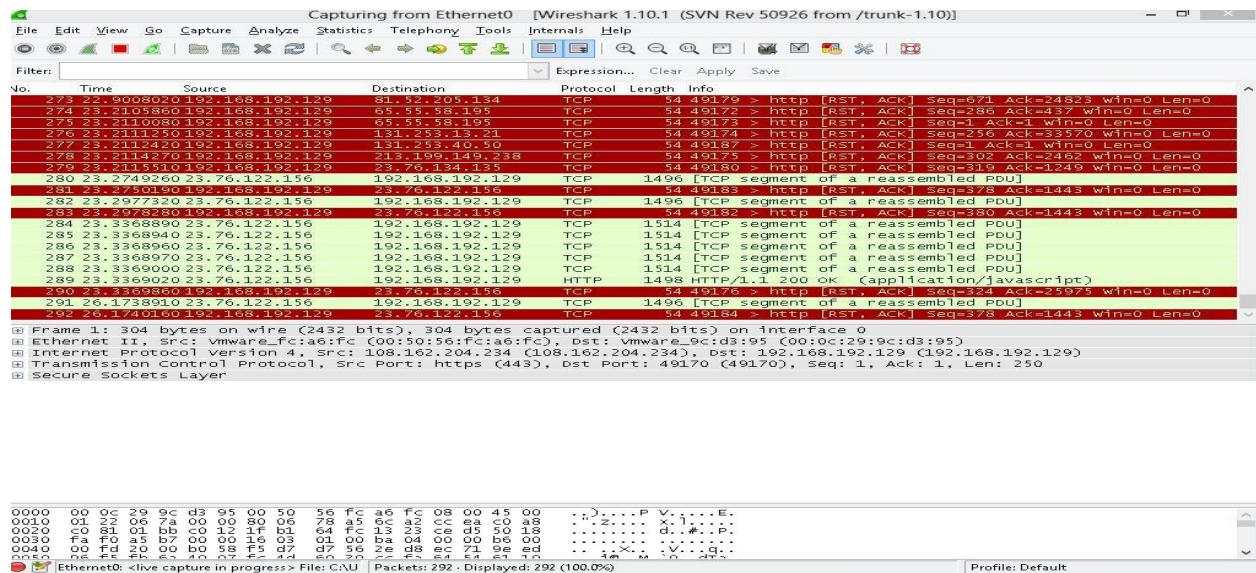 Capturing from Ethernet0 [Wireshark 1.10.1 (SVN Rev 50926 from /trunk-1.10)]
File Edit View Go Capture Analyze Statistics Telephony Tools Internals Help
Filter: Expression... Clear Apply Save
No. Time Source Destination Protocol Length Info
273 22.9008020 192.168.192.129 81.52.205.134 TCP 54 49179 > http [RST, ACK] Seq=671 Ack=24823 Win=0 Len=0
274 23.2105860 192.168.192.129 65.55.58.195 TCP 54 49172 > http [RST, ACK] Seq=286 Ack=437 Win=0 Len=0
275 23.2110080 192.168.192.129 65.55.58.195 TCP 54 49173 > http [RST, ACK] Seq=1 Ack=1 Win=0 Len=0
276 23.2111250 192.168.192.129 131.253.13.21 TCP 54 49174 > http [RST, ACK] Seq=256 Ack=33570 Win=0 Len=0
277 23.2112420 192.168.192.129 131.253.40.50 TCP 54 49187 > http [RST, ACK] Seq=1 Ack=1 Win=0 Len=0
278 23.2114270 192.168.192.129 213.199.149.238 TCP 54 49175 > http [RST, ACK] Seq=302 Ack=2462 Win=0 Len=0
279 23.2115510 192.168.192.129 23.76.134.135 TCP 54 49180 > http [RST, ACK] Seq=319 Ack=1249 Win=0 Len=0
280 23.2749260 23.76.122.156 192.168.192.129 TCP 1496 [TCP segment of a reassembled PDU]
281 23.2750190 192.168.192.129 23.76.122.156 TCP 54 49183 > http [RST, ACK] Seq=378 Ack=1443 Win=0 Len=0
282 23.2977320 23.76.122.156 192.168.192.129 TCP 1496 [TCP segment of a reassembled PDU]
283 23.2978280 192.168.192.129 23.76.122.156 TCP 54 49182 > http [RST, ACK] Seq=380 Ack=1443 Win=0 Len=0
284 23.3368890 23.76.122.156 192.168.192.129 TCP 1514 [TCP segment of a reassembled PDU]
285 23.3368940 23.76.122.156 192.168.192.129 TCP 1514 [TCP segment of a reassembled PDU]
286 23.3368960 23.76.122.156 192.168.192.129 TCP 1514 [TCP segment of a reassembled PDU]
287 23.3368970 23.76.122.156 192.168.192.129 TCP 1514 [TCP segment of a reassembled PDU]
288 23.3369000 23.76.122.156 192.168.192.129 TCP 1514 [TCP segment of a reassembled PDU]
289 23.3369020 23.76.122.156 192.168.192.129 HTTP 1498 HTTP/1.1 200 OK (application/javascript)
290 23.3369860 192.168.192.129 23.76.122.156 TCP 54 49176 > http [RST, ACK] Seq=324 Ack=25975 Win=0 Len=0
291 26.1738910 23.76.122.156 192.168.192.129 TCP 1496 [TCP segment of a reassembled PDU]
292 26.1740160 192.168.192.129 23.76.122.156 TCP 54 49184 > http [RST, ACK] Seq=378 Ack=1443 Win=0 Len=0
Frame 1: 304 bytes on wire (2432 bits), 304 bytes captured (2432 bits) on interface 0
Ethernet II, Src: Vmware_fc:a6:fc (00:50:56:fc:a6:fc), Dst: Vmware_9c:d3:95 (00:0c:29:9c:d3:95)
Internet Protocol Version 4, Src: 108.162.204.234 (108.162.204.234), Dst: 192.168.192.129 (192.168.192.129)
Transmission Control Protocol, Src Port: https (443), Dst Port: 49170 (49170), Seq: 1, Ack: 1, Len: 250
Secure Sockets Layer
0000 00 0c 29 9c d3 95 00 50 56 fc a6 fc 08 00 45 00 ..)....P V.....E.
0010 01 22 06 7a 00 00 80 06 78 a5 6c a2 cc ea c0 a8 .".z.... x.l.....
0020 c0 81 01 bb c0 12 1f b1 64 fc 13 23 ce d5 50 18 ........ d..#..P.
0030 fa f0 a5 b7 00 00 16 03 01 00 ba 04 00 00 b6 00
0040 00 fd 20 00 b0 58 f5 d7 d7 56 2e d8 ec 71 9e ed .. ..X.. .V...q..
0050
Ethernet0: <live capture in progress> File: C:\U Packets: 292 · Displayed: 292 (100.0%) Profile: Default